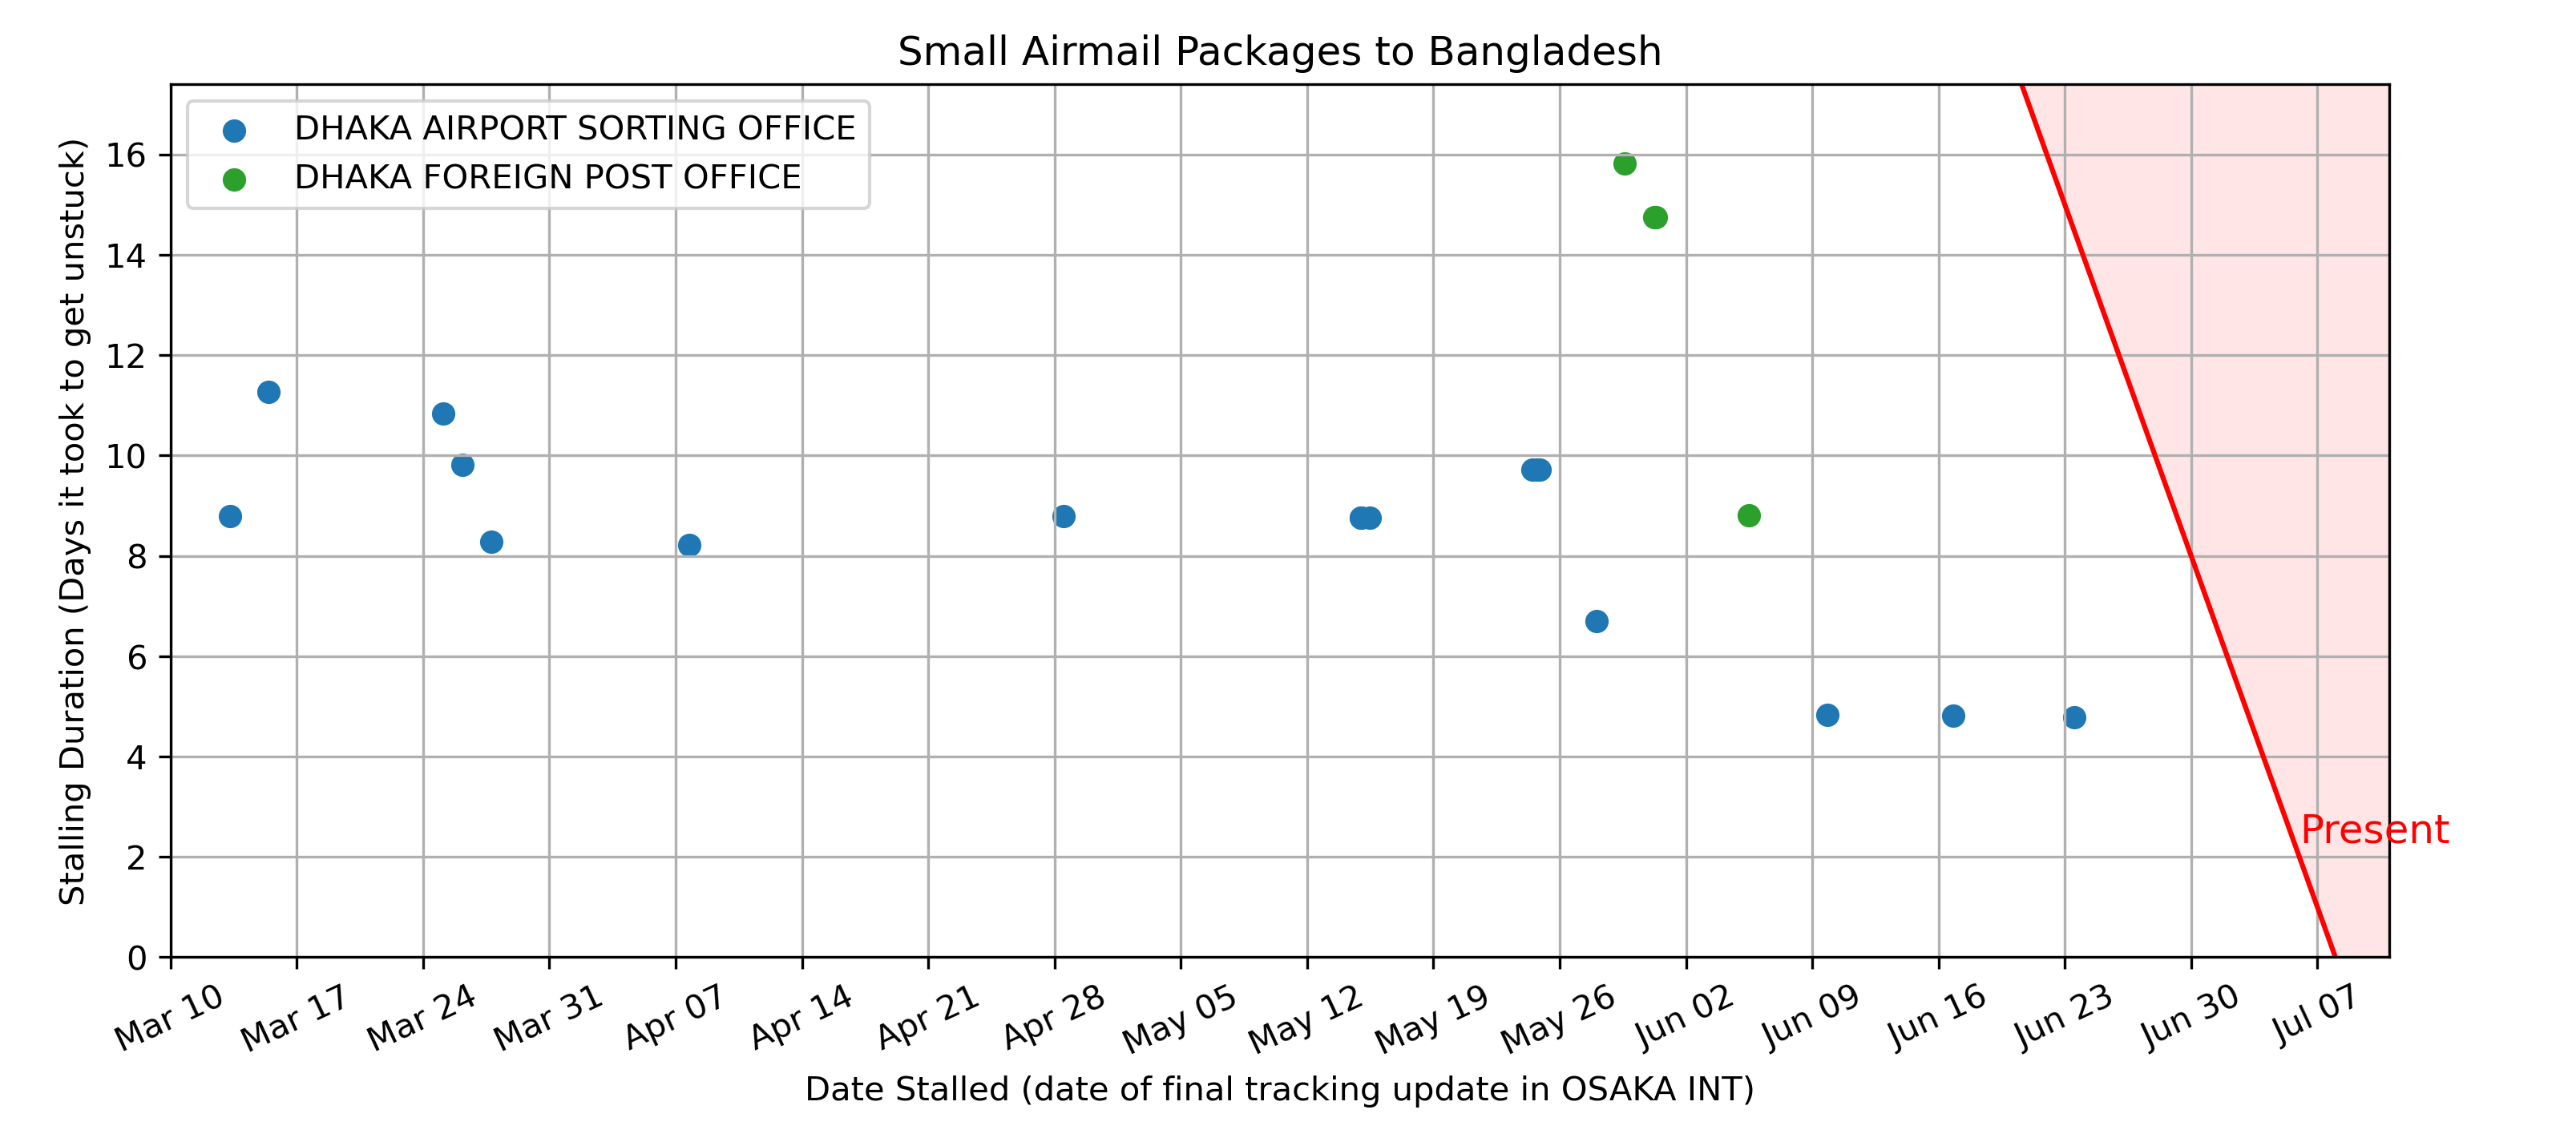 Small Airmail Packages to Bangladesh
DHAKA AIRPORT SORTING OFFICE
DHAKA FOREIGN POST OFFICE
Stalling Duration (Days it took to get unstuck)
16
14
12
10
8
6
4
2
0
Present
Mar 10 Mar 17 Mar 24 Mar 31 Apr 07 Apr 14 Apr 21 Apr 28 May 05 May 12 May 19 May 26 Jun 02 Jun 09 Jun 16 Jun 23 Jun 30 Jul 07
Date Stalled (date of final tracking update in OSAKA INT)